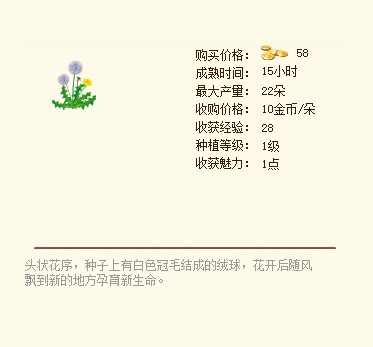 购买价格： 58
成熟时间： 15小时
最大产量： 22朵
收购价格： 10金币/朵
收获经验： 28
种植等级： 1级
收获魅力： 1点
头状花序，种子上有白色冠毛结成的绒球，花开后随风
飘到新的地方孕育新生命。